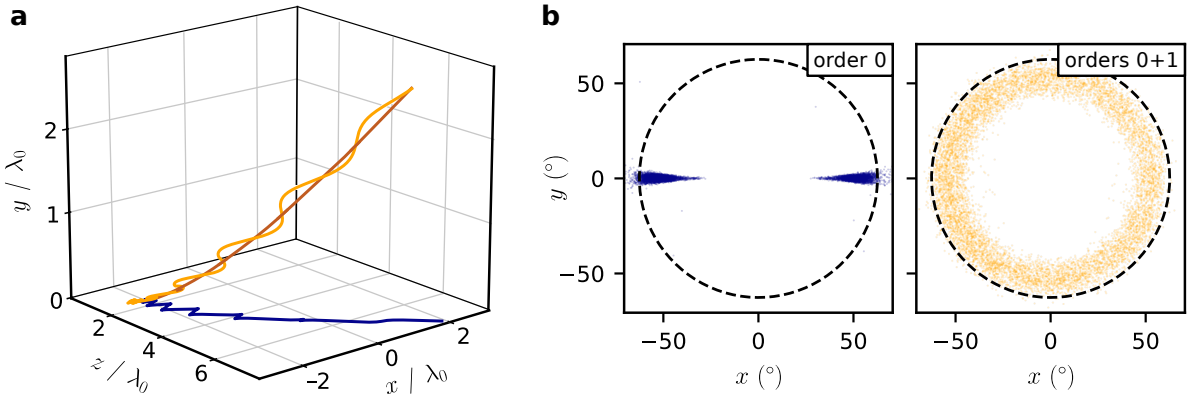 a
2
1
0
y / λ₀
2
4
6
z / λ₀
−2
0
2
x / λ₀
b
order 0
50
0
−50
y (°)
−50
0
50
x (°)
orders 0+1
−50
0
50
x (°)